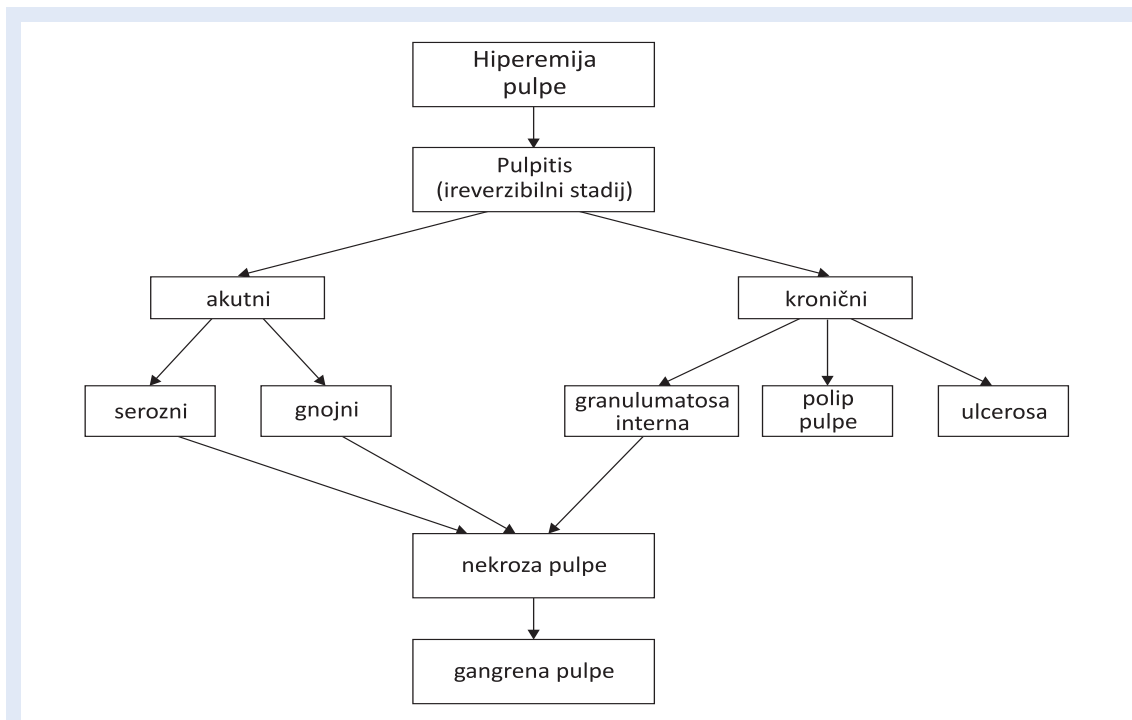 Hiperemija
pulpe
Pulpitis
(ireverzibilni stadij)
akutni
kronični
serozni
gnojni
granulumatosa
interna
polip
pulpe
ulcerosa
nekroza pulpe
gangrena pulpe